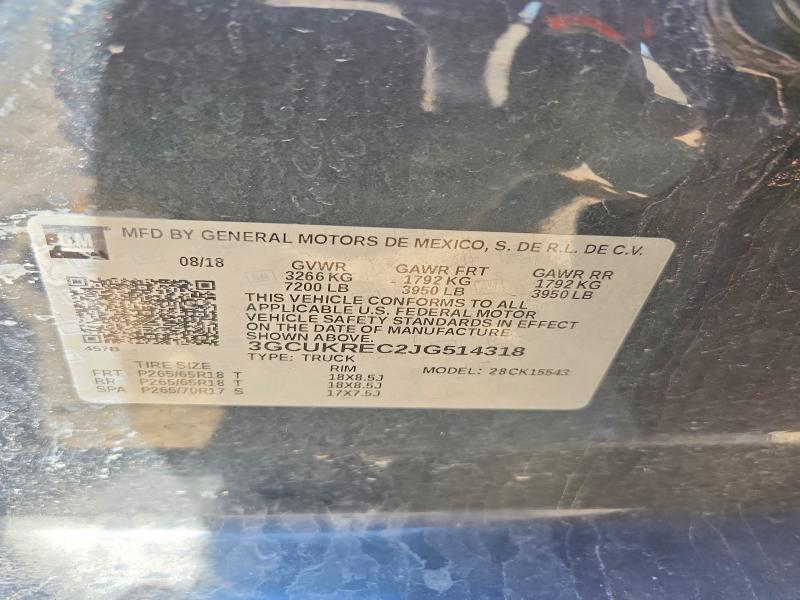 GM
MFD BY GENERAL MOTORS DE MEXICO, S. DE R.L. DE C.V.
08/18 GVWR GAWR FRT GAWR RR
3266 KG 1792 KG 1792 KG
7200 LB 3950 LB 3950 LB
THIS VEHICLE CONFORMS TO ALL
APPLICABLE U.S. FEDERAL MOTOR
VEHICLE SAFETY STANDARDS IN EFFECT
ON THE DATE OF MANUFACTURE
SHOWN ABOVE.
457B 3GCUKREC2JG514318
TYPE: TRUCK MODEL: 28CK15543
TIRE SIZE RIM
FRT P265/65R18 T 18X8.5J
RR P265/65R18 T 18X8.5J
SPA P265/70R17 S 17X7.5J